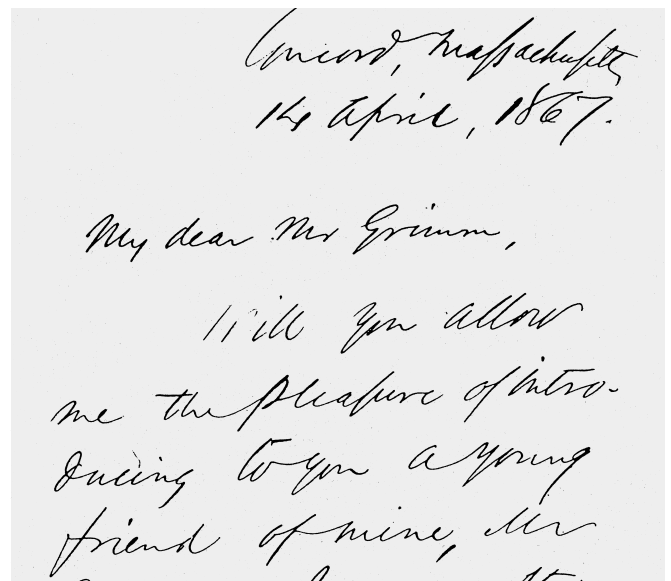 Concord, Massachusetts
14 April, 1867.
My dear Mr Grimm,
Will you allow
me the pleasure of intro-
ducing to you a young
friend of mine, Mr